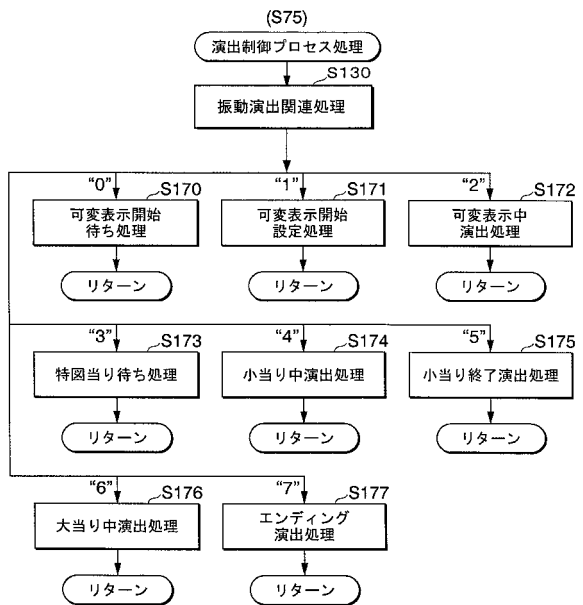 (S75)
演出制御プロセス処理
S130
振動演出関連処理
"0"
S170
可変表示開始
待ち処理
リターン
"1"
S171
可変表示開始
設定処理
リターン
"2"
S172
可変表示中
演出処理
リターン
"3"
S173
特図当り待ち処理
リターン
"4"
S174
小当り中演出処理
リターン
"5"
S175
小当り終了演出処理
リターン
"6"
S176
大当り中演出処理
リターン
"7"
S177
エンディング
演出処理
リターン